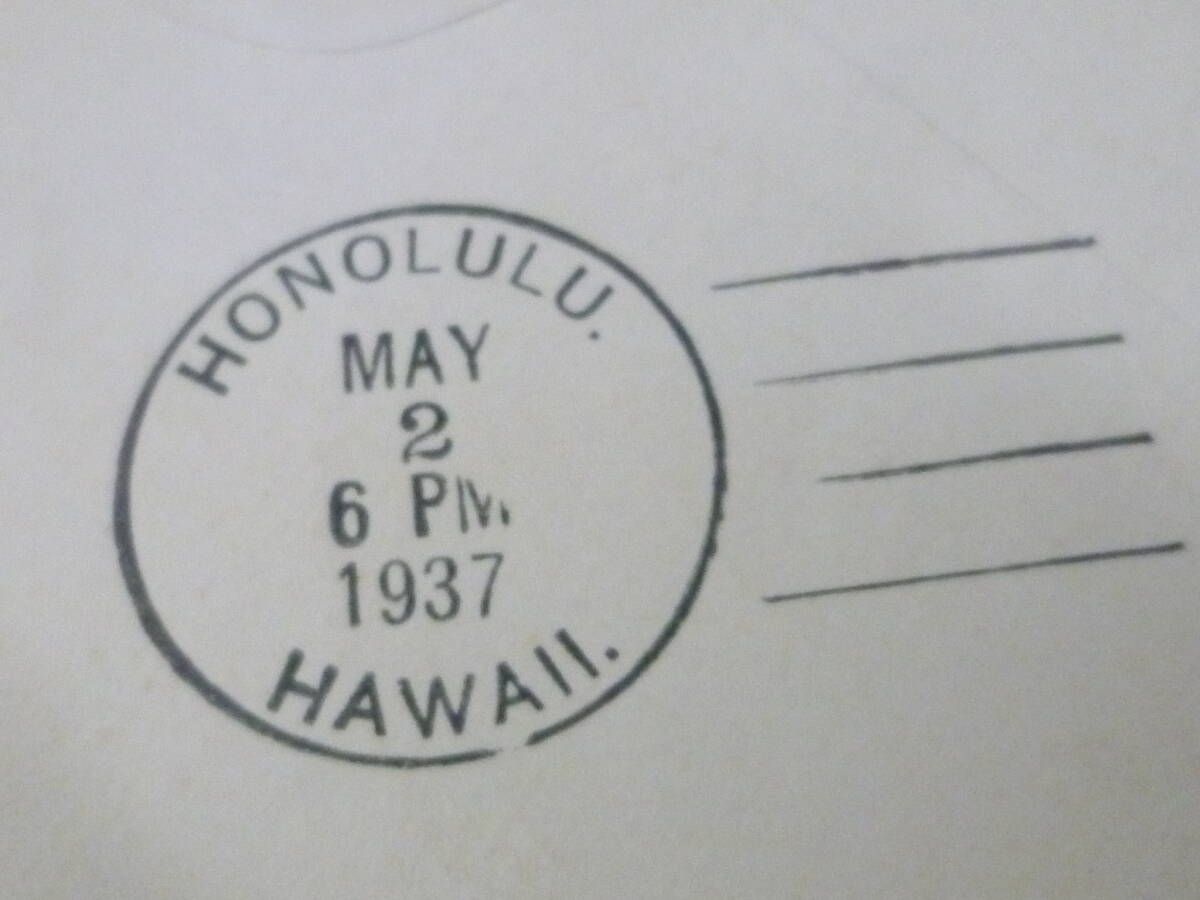 HONOLULU.
MAY
2
6 PM.
1937
HAWAII.